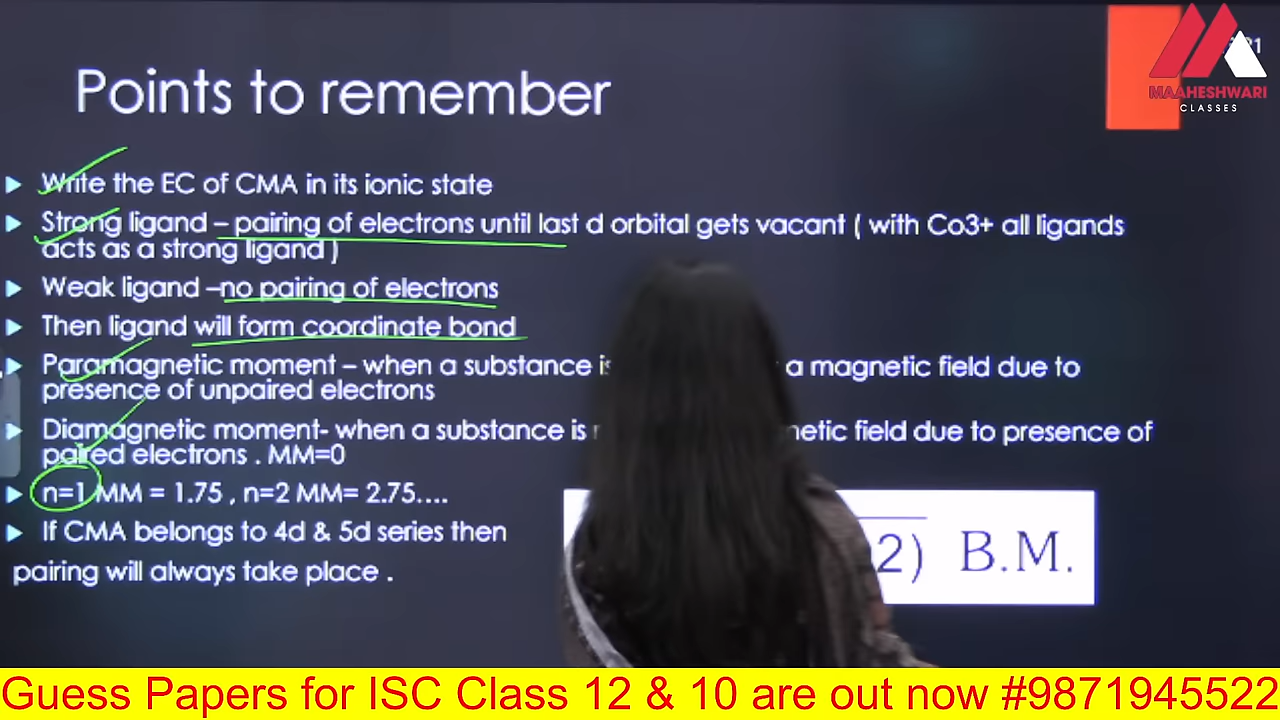 Points to remember
MAAHESHWARI
CLASSES
Write the EC of CMA in its ionic state
Strong ligand – pairing of electrons until last d orbital gets vacant ( with Co3+ all ligands
acts as a strong ligand )
Weak ligand –no pairing of electrons
Then ligand will form coordinate bond
Paramagnetic moment – when a substance is a magnetic field due to
presence of unpaired electrons
Diamagnetic moment- when a substance is field due to presence of
paired electrons . MM=0
n=1 MM = 1.75 , n=2 MM= 2.75....
If CMA belongs to 4d & 5d series then
pairing will always take place .
2) B.M.
Guess Papers for ISC Class 12 & 10 are out now #9871945522